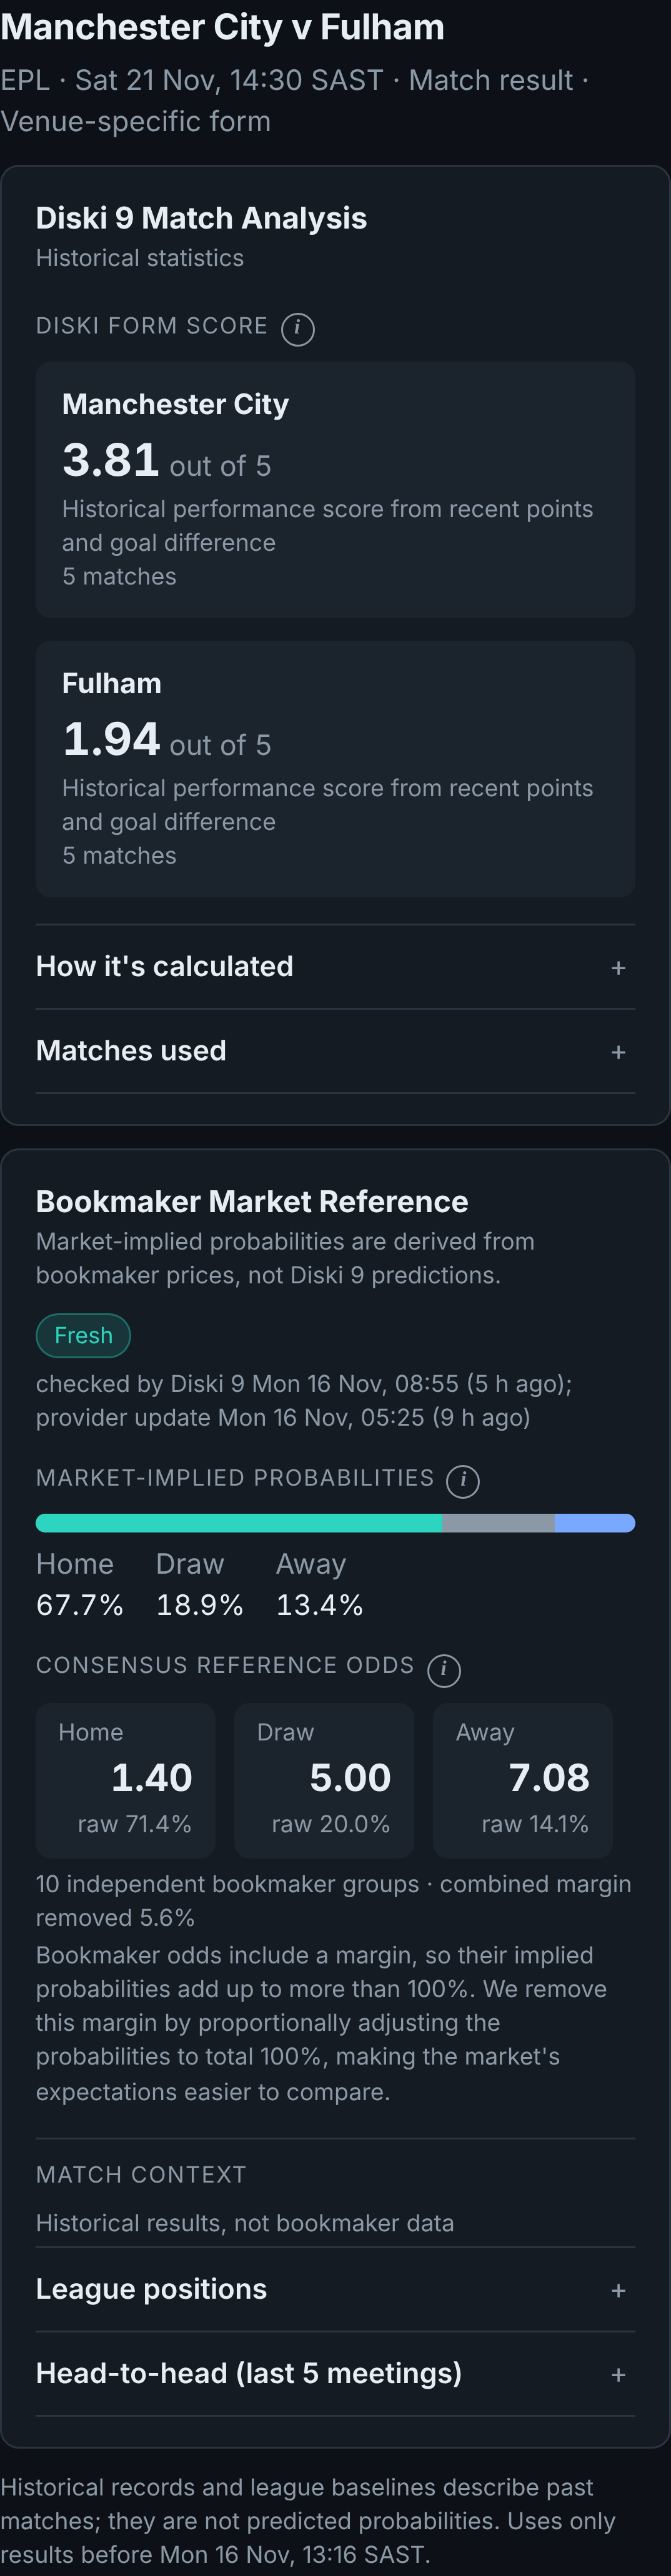 Manchester City v Fulham
EPL · Sat 21 Nov, 14:30 SAST · Match result ·
Venue-specific form
Diski 9 Match Analysis
Historical statistics
DISKI FORM SCORE i
Manchester City
3.81 out of 5
Historical performance score from recent points
and goal difference
5 matches
Fulham
1.94 out of 5
Historical performance score from recent points
and goal difference
5 matches
How it's calculated +
Matches used +
Bookmaker Market Reference
Market-implied probabilities are derived from
bookmaker prices, not Diski 9 predictions.
Fresh
checked by Diski 9 Mon 16 Nov, 08:55 (5 h ago);
provider update Mon 16 Nov, 05:25 (9 h ago)
MARKET-IMPLIED PROBABILITIES i
Home Draw Away
67.7% 18.9% 13.4%
CONSENSUS REFERENCE ODDS i
Home Draw Away
1.40 5.00 7.08
raw 71.4% raw 20.0% raw 14.1%
10 independent bookmaker groups · combined margin
removed 5.6%
Bookmaker odds include a margin, so their implied
probabilities add up to more than 100%. We remove
this margin by proportionally adjusting the
probabilities to total 100%, making the market's
expectations easier to compare.
MATCH CONTEXT
Historical results, not bookmaker data
League positions +
Head-to-head (last 5 meetings) +
Historical records and league baselines describe past
matches; they are not predicted probabilities. Uses only
results before Mon 16 Nov, 13:16 SAST.